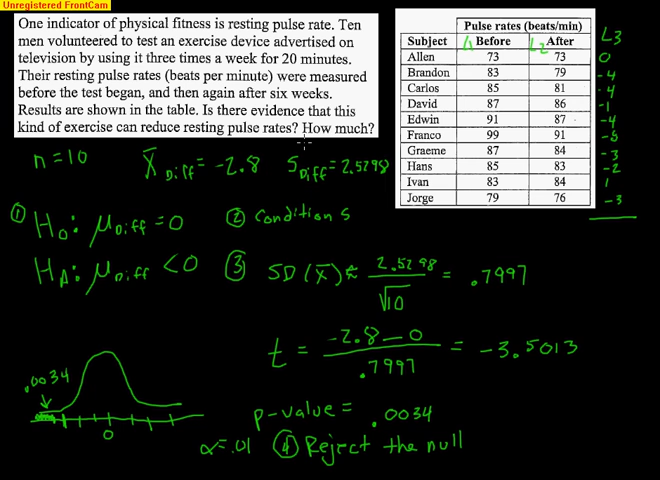 Unregistered FrontCam
One indicator of physical fitness is resting pulse rate. Ten
men volunteered to test an exercise device advertised on
television by using it three times a week for 20 minutes.
Their resting pulse rates (beats per minute) were measured
before the test began, and then again after six weeks.
Results are shown in the table. Is there evidence that this
kind of exercise can reduce resting pulse rates? How much?
Pulse rates (beats/min)
Subject L1 Before L2 After L3
Allen 73 73 0
Brandon 83 79 -4
Carlos 85 81 -4
David 87 86 -1
Edwin 91 87 -4
Franco 99 91 -8
Graeme 87 84 -3
Hans 85 83 -2
Ivan 83 84 1
Jorge 79 76 -3
n=10 x̄Diff = -2.8 SDiff = 2.5298
① H0: μDiff = 0 ② Conditions
HA: μDiff < 0 ③ SD(x̄) ≈ 2.5298/√10 = .7997
t = (-2.8 - 0)/.7997 = -3.5013
.0034
0
p-value = .0034
α=.01 ④ Reject the null